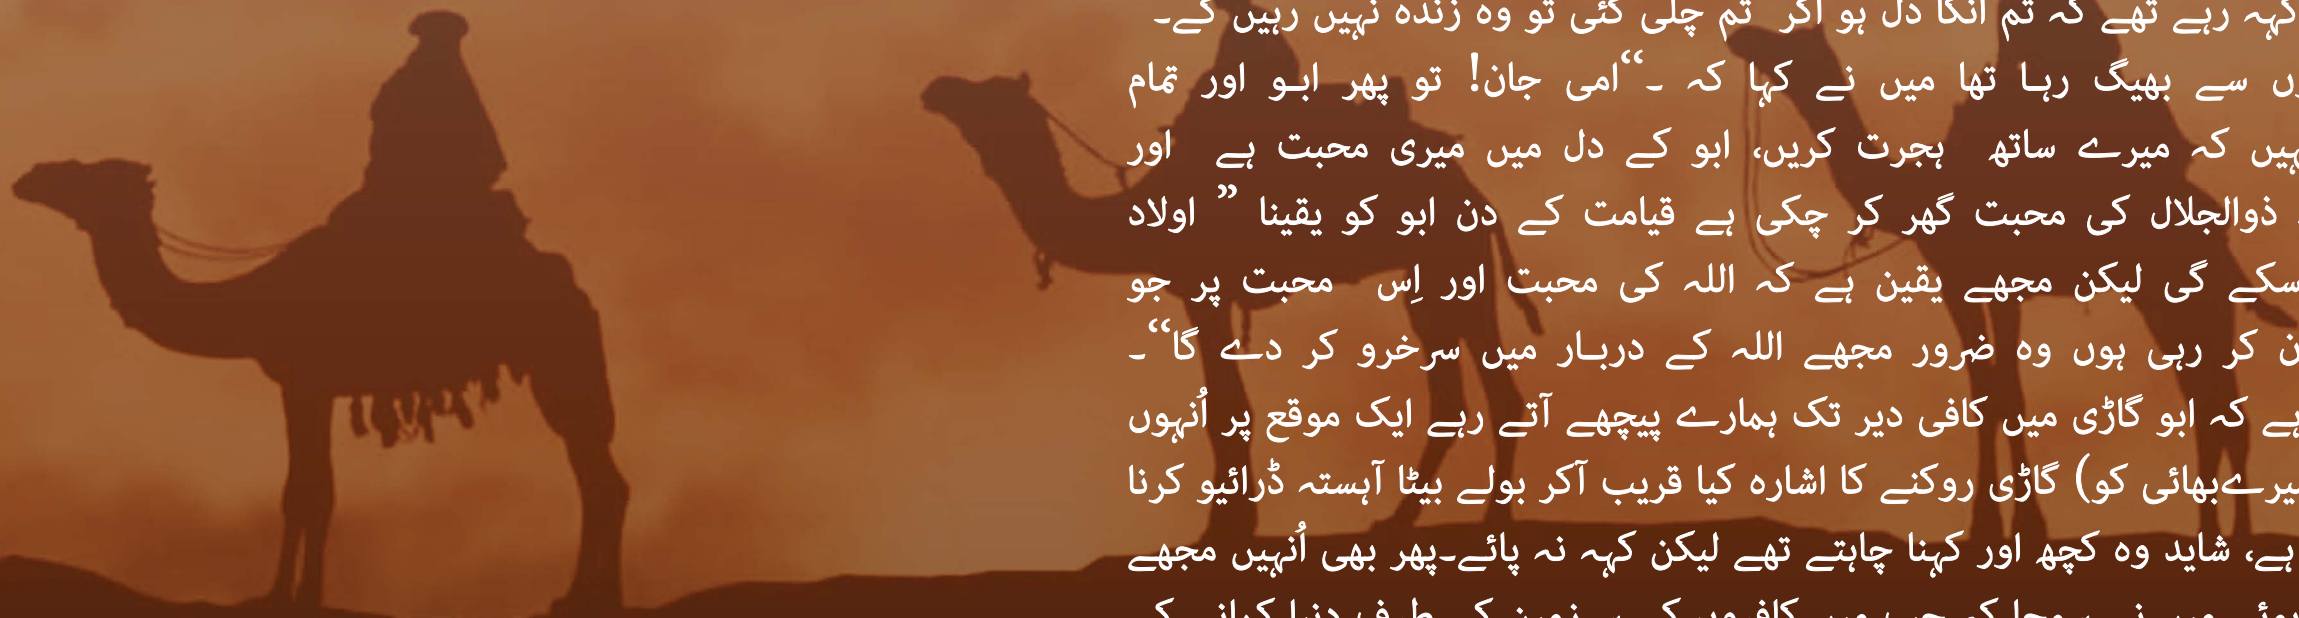 کہہ رہے تھے کہ تم انکا دل ہو اگر تم چلی گئی تو وہ زندہ نہیں رہیں گے۔
سے بھیگ رہا تھا میں نے کہا کہ ۔“امی جان! تو پھر ابو اور تمام
کہ میرے ساتھ ہجرت کریں، ابو کے دل میں میری محبت ہے اور
ذوالجلال کی محبت گھر کر چکی ہے قیامت کے دن ابو کو یقینا ” اولاد
سکے گی لیکن مجھے یقین ہے کہ اللہ کی محبت اور اِس محبت پر جو
کر رہی ہوں وہ ضرور مجھے اللہ کے دربار میں سرخرو کر دے گا“۔
ہے کہ ابو گاڑی میں کافی دیر تک ہمارے پیچھے آتے رہے ایک موقع پر اُنہوں
بھائی کو) گاڑی روکنے کا اشارہ کیا قریب آکر بولے بیٹا آہستہ ڈرائیو کرنا
ہے، شاید وہ کچھ اور کہنا چاہتے تھے لیکن کہہ نہ پائے۔پھر بھی اُنہیں مجھے